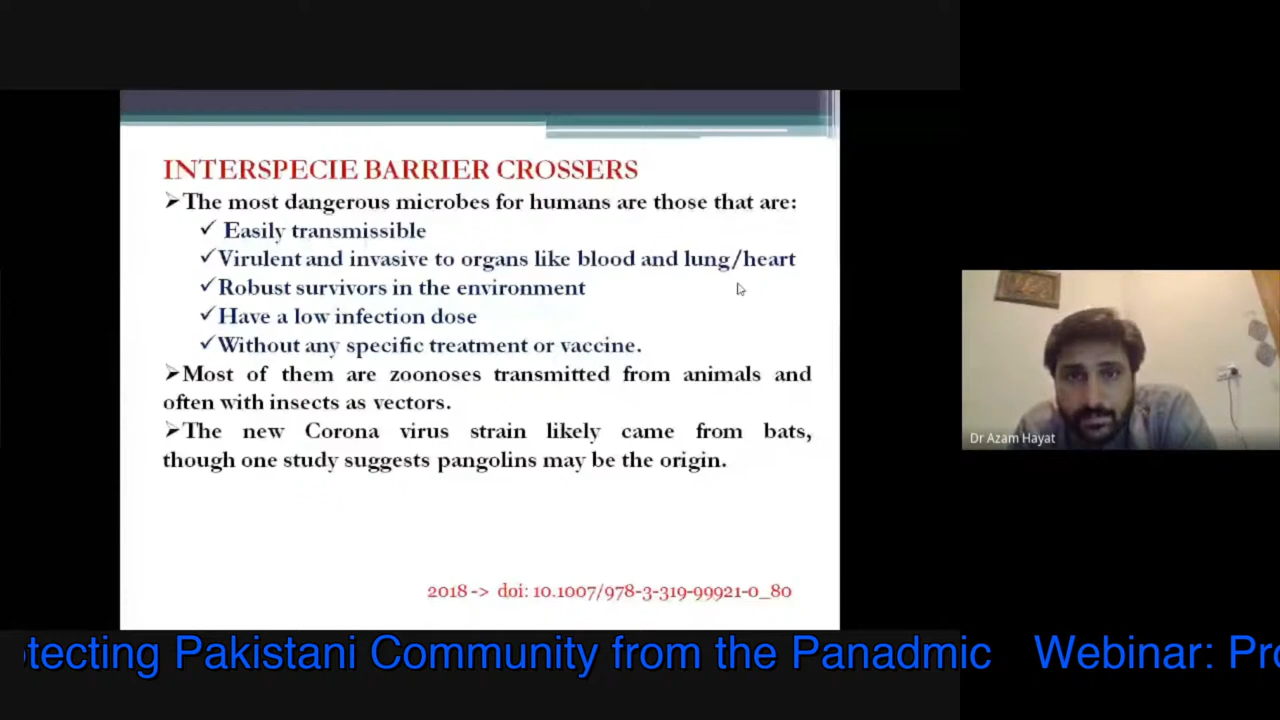 INTERSPECIE BARRIER CROSSERS
➢The most dangerous microbes for humans are those that are:
✓ Easily transmissible
✓Virulent and invasive to organs like blood and lung/heart
✓Robust survivors in the environment
✓Have a low infection dose
✓Without any specific treatment or vaccine.
➢Most of them are zoonoses transmitted from animals and
often with insects as vectors.
➢The new Corona virus strain likely came from bats,
though one study suggests pangolins may be the origin.
2018 -> doi: 10.1007/978-3-319-99921-0_80
Dr Azam Hayat
otecting Pakistani Community from the Panadmic Webinar: Pro